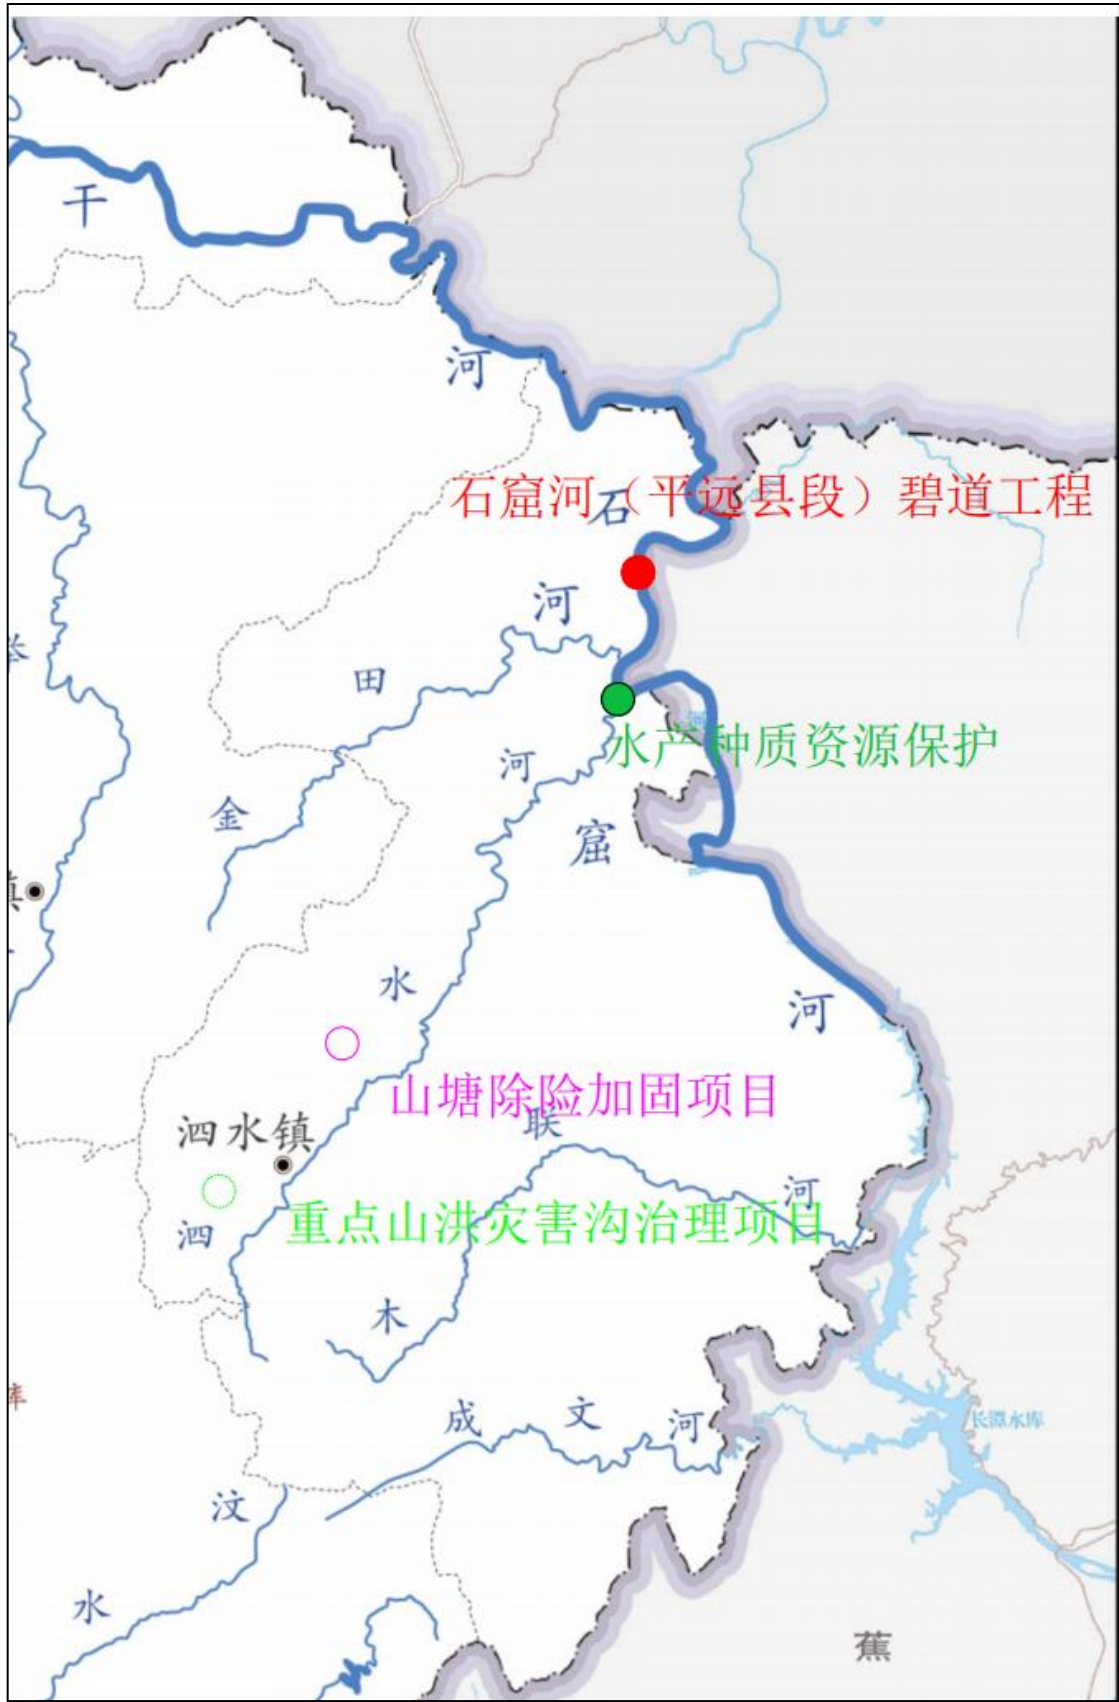 干
河
石窟河（平远县段）碧道工程
石
河
田
水产种质资源保护
河
金
窟
水
河
山塘除险加固项目
联
泗水镇
河
重点山洪灾害沟治理项目
泗
木
成
文
河
长潭水库
汶
水
蕉